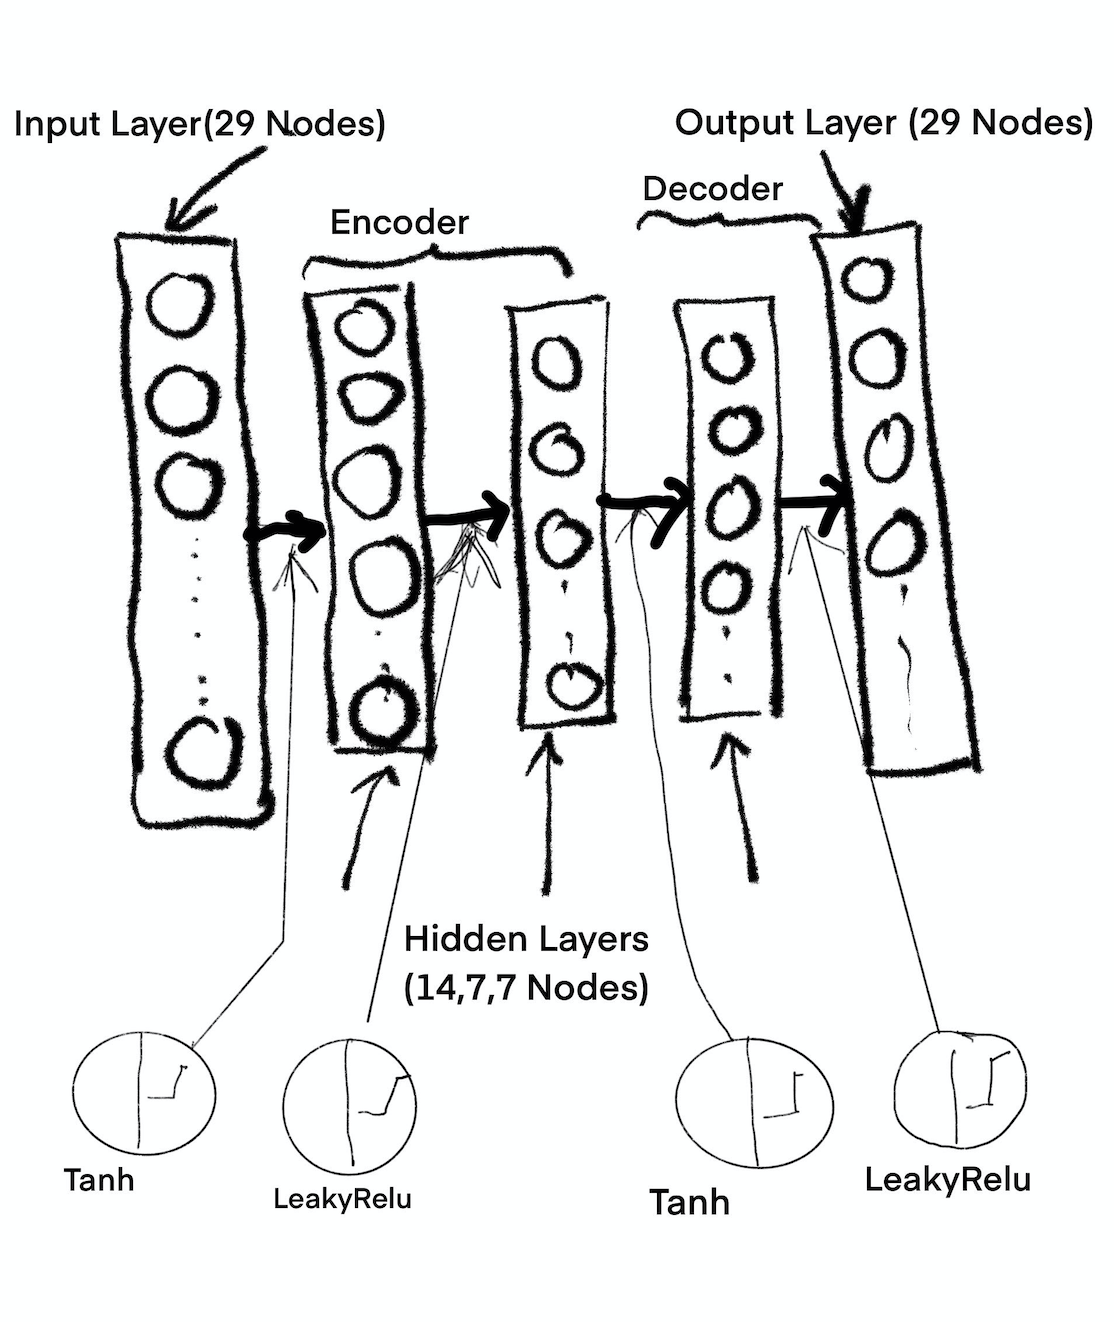 Input Layer(29 Nodes)
Output Layer (29 Nodes)
Decoder
Encoder
Hidden Layers
(14,7,7 Nodes)
Tanh
LeakyRelu
Tanh
LeakyRelu